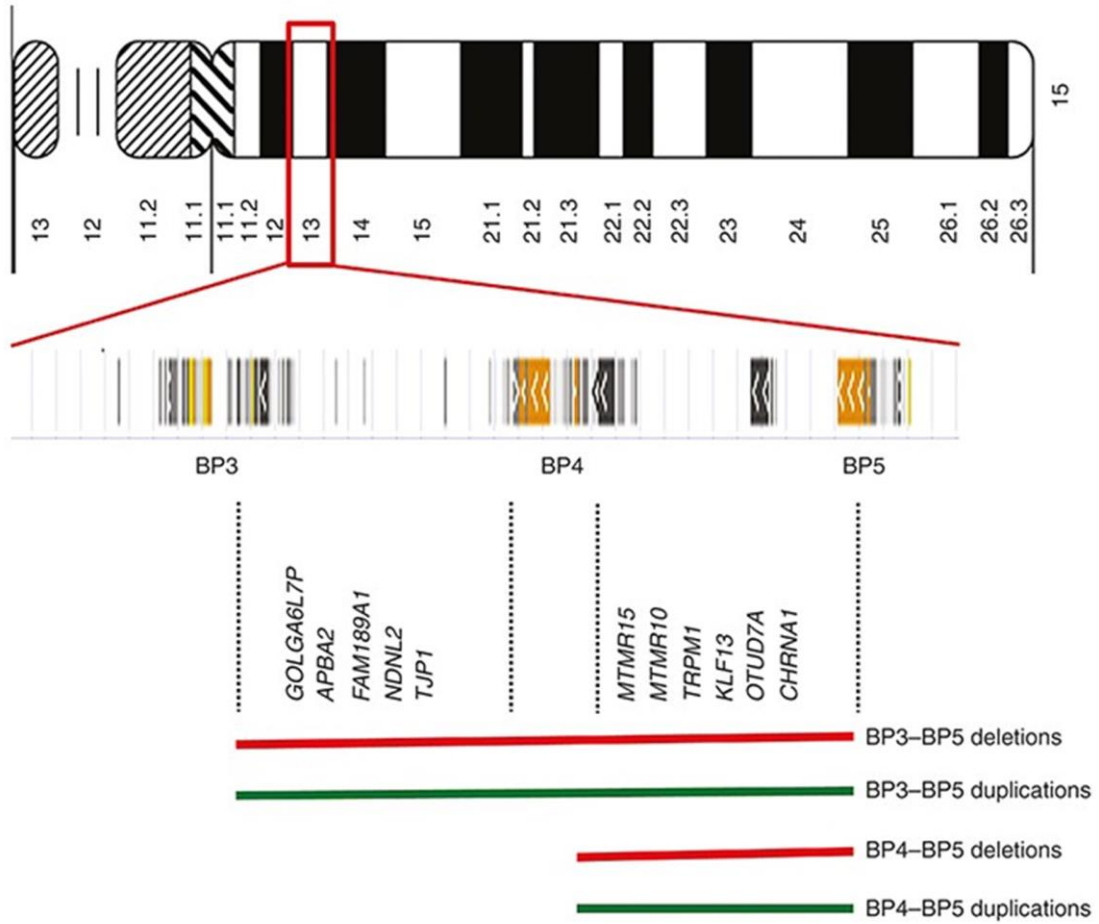 15
13
12
11.2
11.1
11.1
11.2
12
13
14
15
21.1
21.2
21.3
22.1
22.2
22.3
23
24
25
26.1
26.2
26.3
BP3
BP4
BP5
GOLGA6L7P
APBA2
FAM189A1
NDNL2
TJP1
MTMR15
MTMR10
TRPM1
KLF13
OTUD7A
CHRNA1
BP3–BP5 deletions
BP3–BP5 duplications
BP4–BP5 deletions
BP4–BP5 duplications